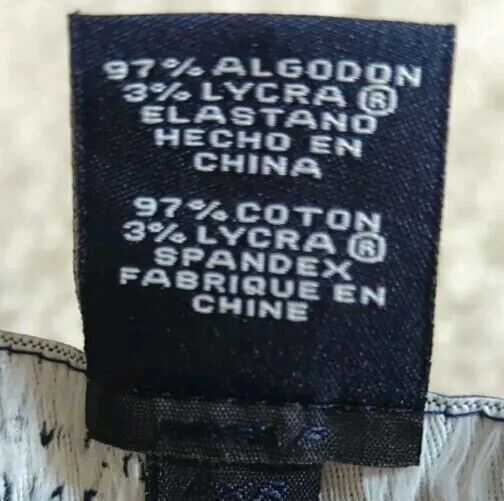 97% ALGODON
3% LYCRA ®
ELASTANO
HECHO EN
CHINA
97% COTON
3% LYCRA ®
SPANDEX
FABRIQUE EN
CHINE